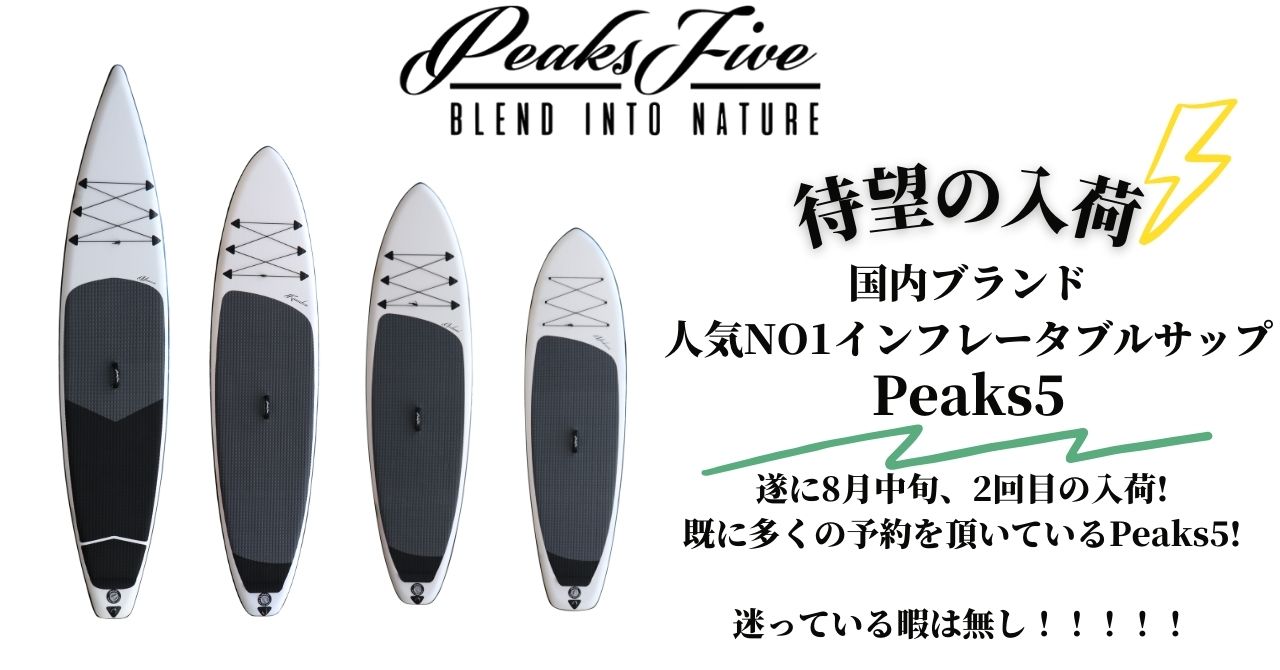 Peaks Five
BLEND INTO NATURE
待望の入荷
国内ブランド
人気NO1インフレータブルサップ
Peaks5
遂に8月中旬、2回目の入荷!
既に多くの予約を頂いているPeaks5!
迷っている暇は無し！！！！！